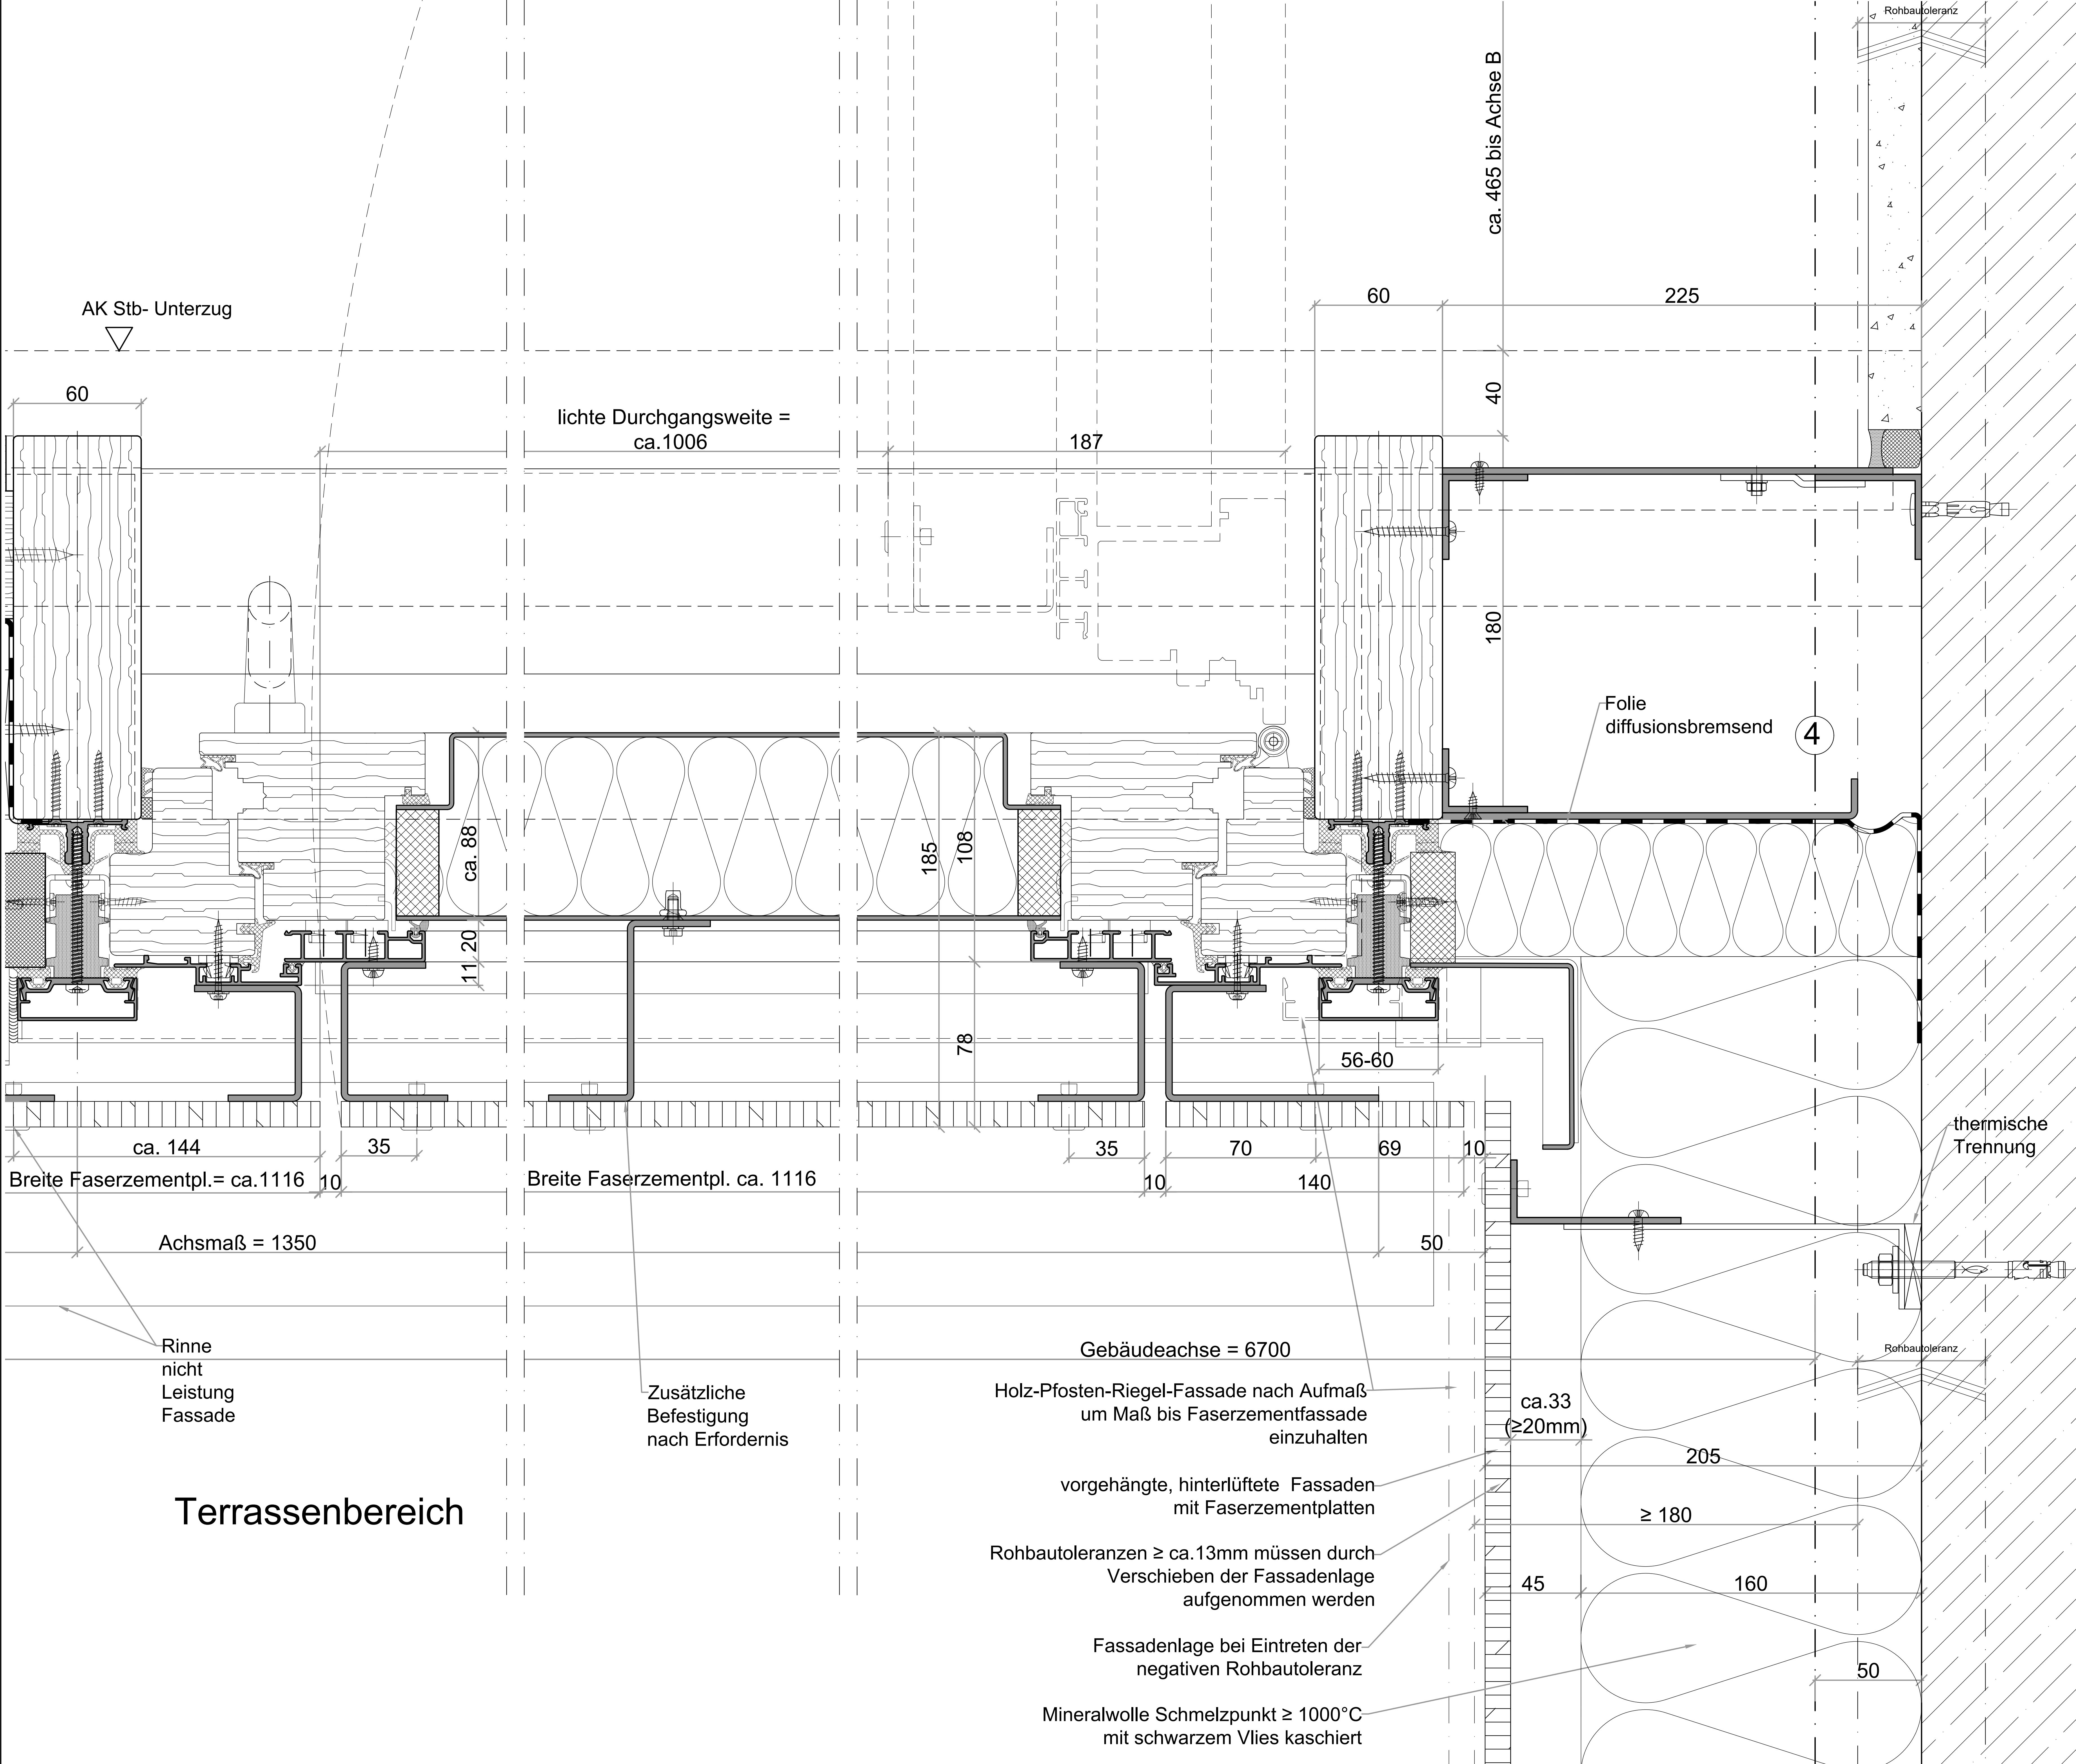 Rohbautoleranz
ca. 465 bis Achse B
AK Stb- Unterzug
60
225
60
lichte Durchgangsweite =
ca.1006
187
40
180
Folie
diffusionsbremsend
4
ca. 88
185
108
11
20
78
56-60
thermische
Trennung
ca. 144
35
35
70
69
10
Breite Faserzementpl.= ca.1116
10
Breite Faserzementpl. ca. 1116
10
140
Achsmaß = 1350
50
Rinne
nicht
Leistung
Fassade
Gebäudeachse = 6700
Rohbautoleranz
Zusätzliche
Befestigung
nach Erfordernis
Holz-Pfosten-Riegel-Fassade nach Aufmaß
um Maß bis Faserzementfassade
einzuhalten
ca.33
(≥20mm)
205
vorgehängte, hinterlüftete Fassaden
mit Faserzementplatten
Terrassenbereich
≥ 180
Rohbautoleranzen ≥ ca.13mm müssen durch
Verschieben der Fassadenlage
aufgenommen werden
45
160
Fassadenlage bei Eintreten der
negativen Rohbautoleranz
50
Mineralwolle Schmelzpunkt ≥ 1000°C
mit schwarzem Vlies kaschiert